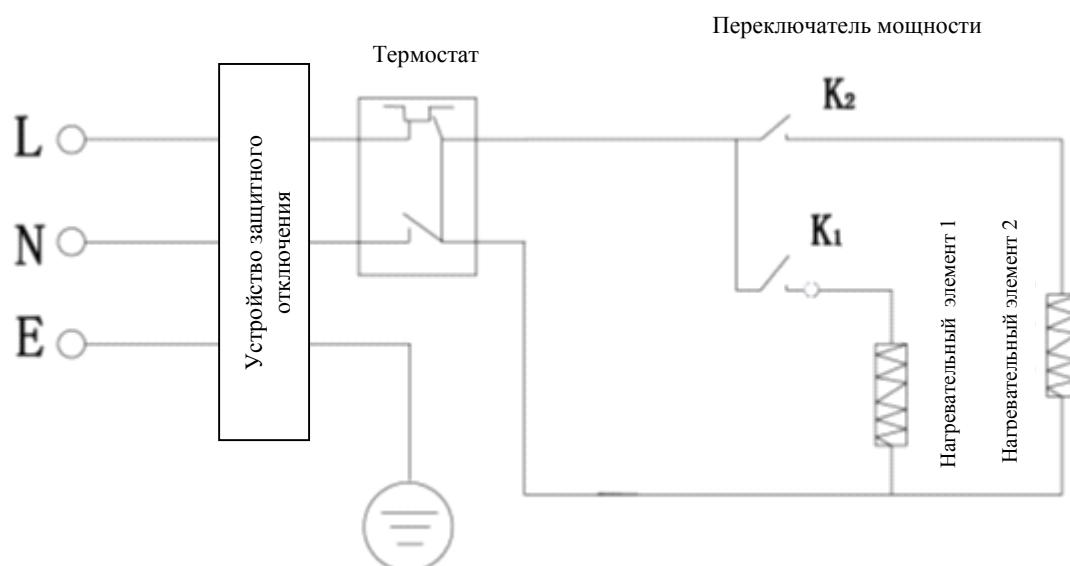 Переключатель мощности
Термостат
K₂
L
Устройство защитного
отключения
N
K₁
Нагревательный элемент 1
Нагревательный элемент 2
E